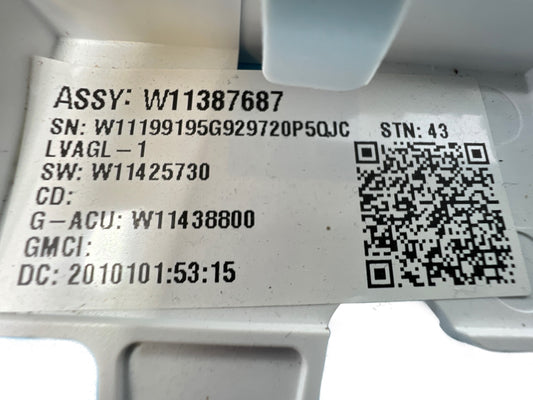 ASSY: W11387687
SN: W11199195G929720P5QJC STN: 43
LVAGL-1
SW: W11425730
CD:
G-ACU: W11438800
GMCI:
DC: 2010101:53:15